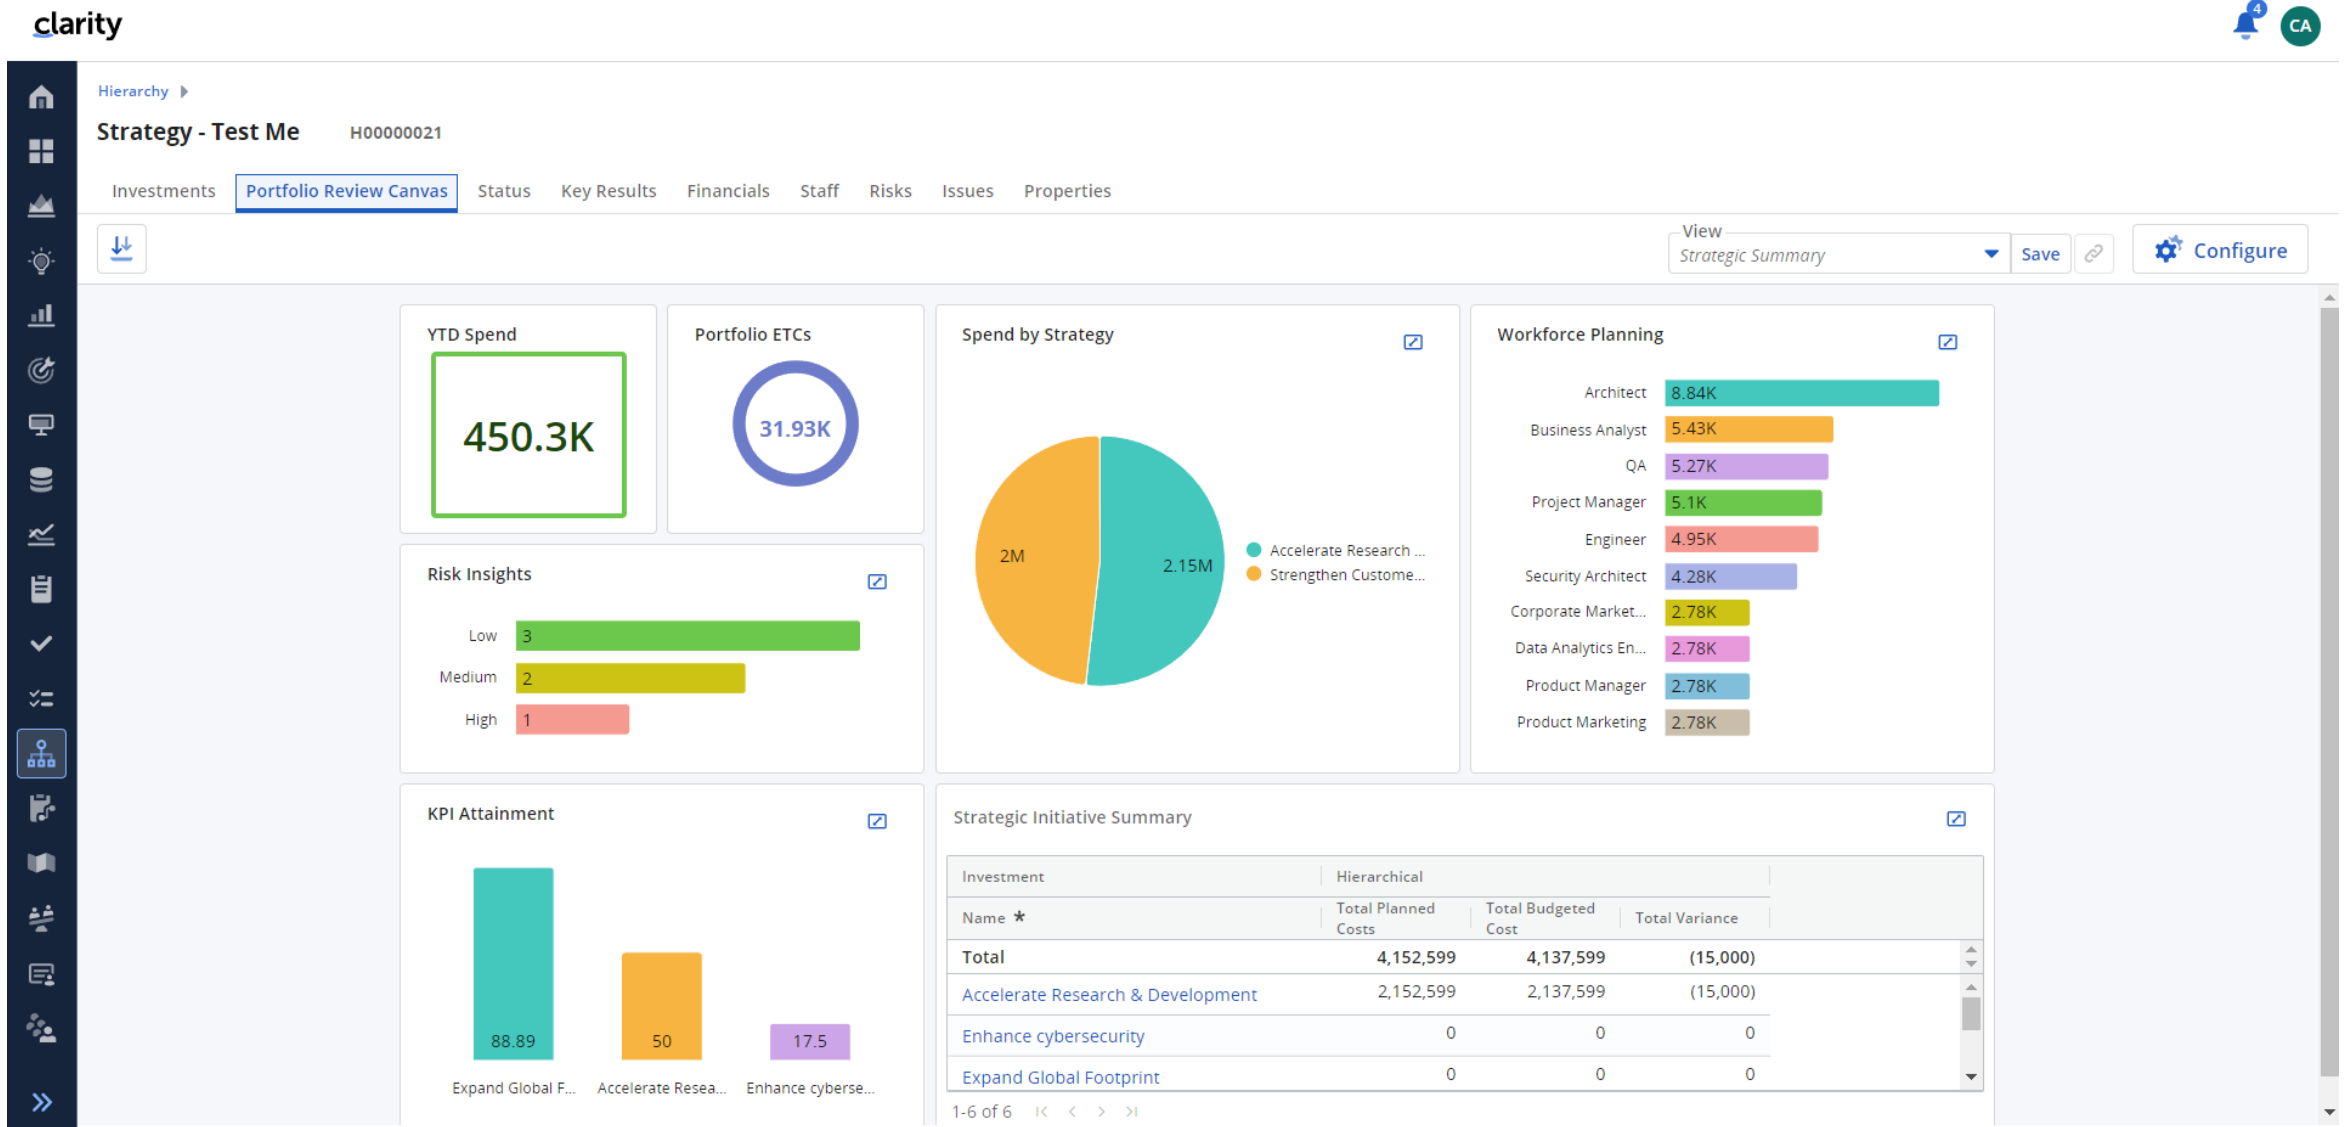 clarity
4
CA
Hierarchy
Strategy - Test Me
H00000021
Investments
Portfolio Review Canvas
Status
Key Results
Financials
Staff
Risks
Issues
Properties
View
Strategic Summary
Save
Configure
YTD Spend
450.3K
Portfolio ETCs
31.93K
Spend by Strategy
2M
2.15M
Accelerate Research ...
Strengthen Custome...
Workforce Planning
Architect 8.84K
Business Analyst 5.43K
QA 5.27K
Project Manager 5.1K
Engineer 4.95K
Security Architect 4.28K
Corporate Market... 2.78K
Data Analytics En... 2.78K
Product Manager 2.78K
Product Marketing 2.78K
Risk Insights
Low 3
Medium 2
High 1
KPI Attainment
88.89 50 17.5
Expand Global F... Accelerate Resea... Enhance cyberse...
Strategic Initiative Summary
Investment Hierarchical
Name * Total Planned Costs Total Budgeted Cost Total Variance
Total 4,152,599 4,137,599 (15,000)
Accelerate Research & Development 2,152,599 2,137,599 (15,000)
Enhance cybersecurity 0 0 0
Expand Global Footprint 0 0 0
1-6 of 6